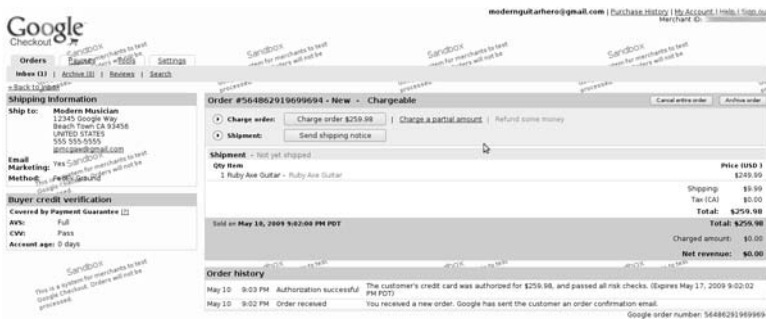 modernguitarhero@gmail.com | Purchase History | My Account | Help | Sign out
Merchant ID:
Google
Checkout
Orders Payouts Tools Settings
Inbox (1) | Archive (0) | Reviews | Search
« Back to Inbox
Shipping Information
Ship to: Modern Musician
12345 Google Way
Beach Town CA 93456
UNITED STATES
555 555-5555
jpmcgaw@gmail.com
Email Marketing: Yes
Method:
Buyer credit verification
Covered by Payment Guarantee [?]
AVS: Full
CVV: Pass
Account age: 0 days
Sandbox
This is a system for merchants to test
Google Checkout. Orders will not be
processed.
Order #564862919699694 - New - Chargeable
Cancel entire order Archive order
Charge order: Charge order $259.98 | Charge a partial amount | Refund some money
Shipment: Send shipping notice
Shipment - Not yet shipped
Qty Item Price (USD)
1 Ruby Axe Guitar - Ruby Axe Guitar $249.99
Shipping: $9.99
Tax (CA) $0.00
Total: $259.98
Sold on May 10, 2009 9:02:00 PM PDT Total: $259.98
Charged amount: $0.00
Net revenue: $0.00
Order history
May 10 9:03 PM Authorization successful The customer's credit card was authorized for $259.98, and passed all risk checks. (Expires May 17, 2009 9:02:02 PM PDT)
May 10 9:02 PM Order received You received a new order. Google has sent the customer an order confirmation email.
Google order number: